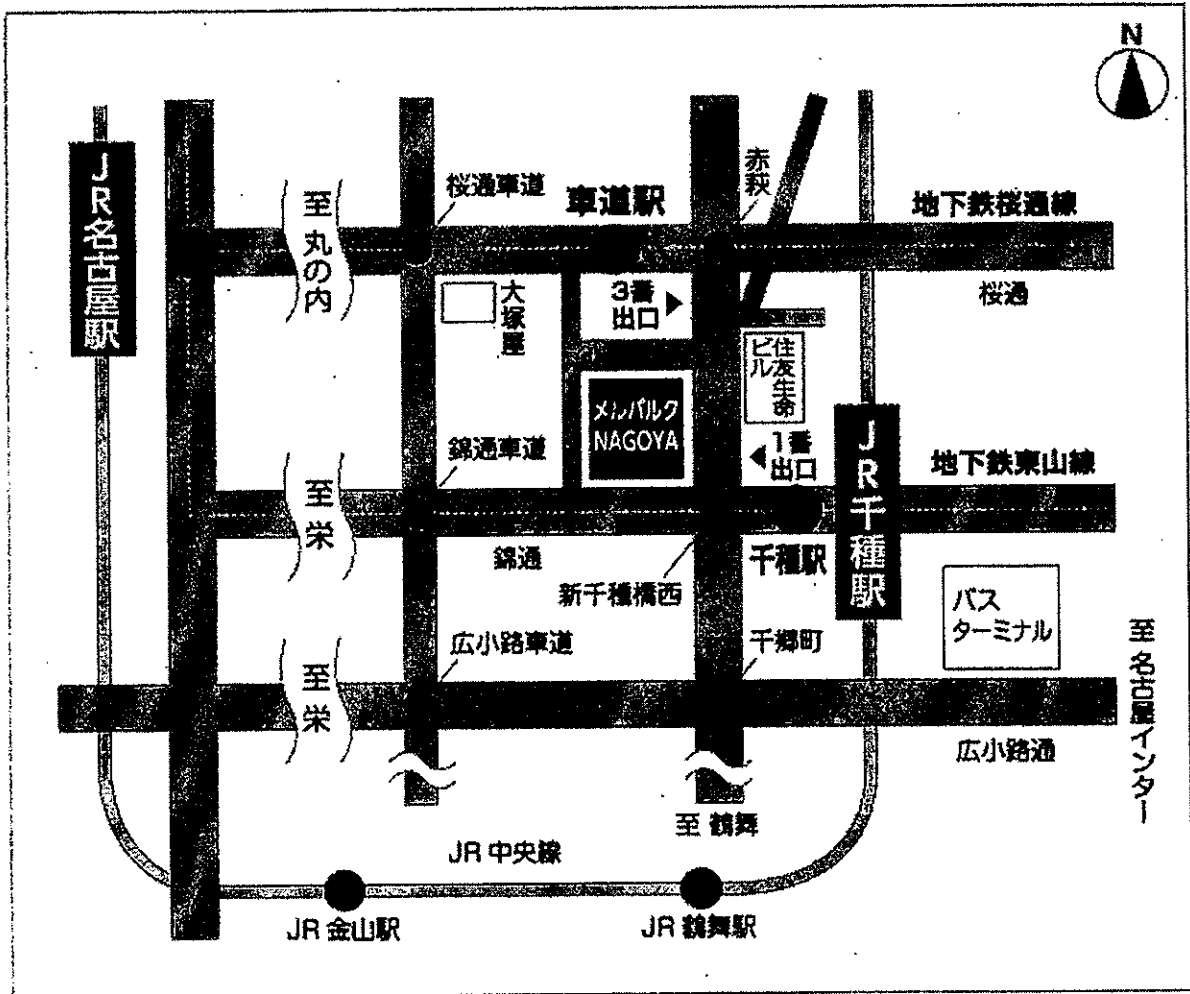 N
JR名古屋駅
至丸の内
桜通車道
車道駅
赤萩
地下鉄桜通線
桜通
大塚屋
3番
出口
住友生命
ビル
メルパルク
NAGOYA
錦通車道
1番
出口
JR千種駅
地下鉄東山線
至栄
錦通
新千種橋西
千種駅
バス
ターミナル
至 名古屋インター
広小路車道
千郷町
至栄
広小路通
至 鶴舞
JR 中央線
JR 金山駅
JR 鶴舞駅